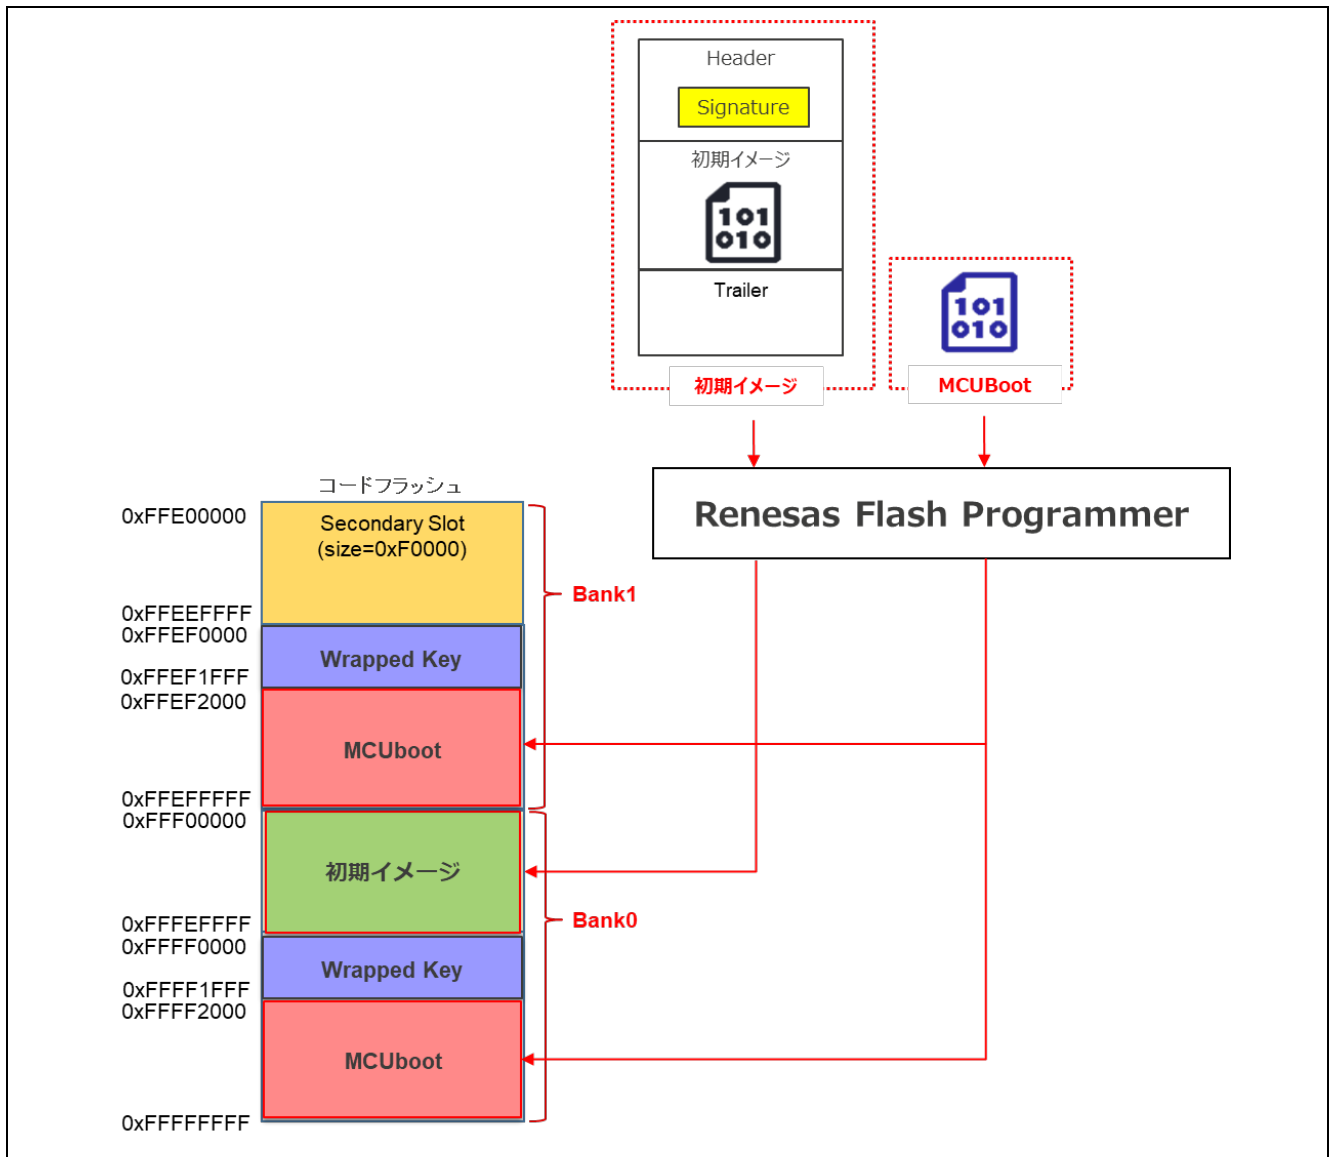 Header
Signature
初期イメージ
101
010
Trailer
初期イメージ
101
010
MCUBoot
Renesas Flash Programmer
コードフラッシュ
0xFFE00000
Secondary Slot
(size=0xF0000)
0xFFEEFFFF
0xFFEF0000
Wrapped Key
0xFFEF1FFF
0xFFEF2000
MCUboot
0xFFEFFFFF
Bank1
0xFFF00000
初期イメージ
0xFFFEFFFF
0xFFFF0000
Bank0
Wrapped Key
0xFFFF1FFF
0xFFFF2000
MCUboot
0xFFFFFFFF